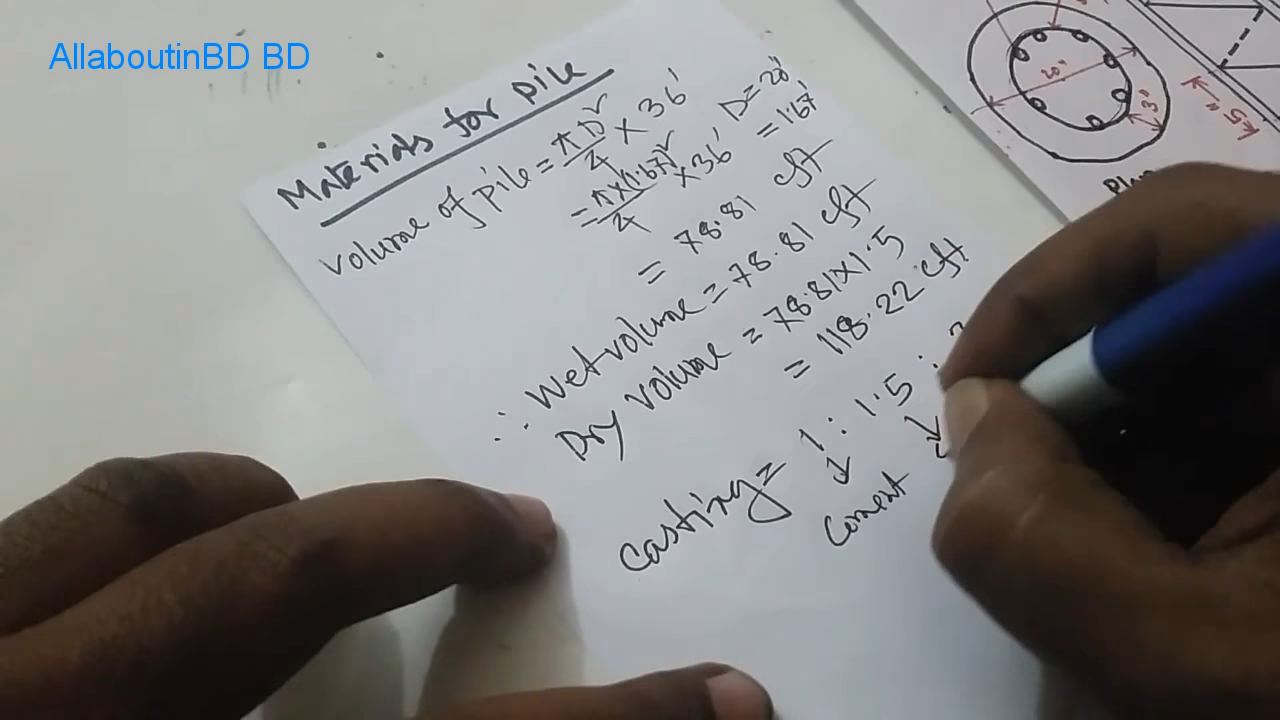 AllaboutinBD BD
Materials for pile
Volume of pile = πD²/4 × 36'
D = 20"
= π×(1.67)²/4 × 36'
= 1.67'
= 78.81 cft
∴ Wet volume = 78.81 cft
Dry volume = 78.81×1.5
= 118.22 cft
Casting = 1 : 1.5 :
↓ ↓
Cement
20"
3"